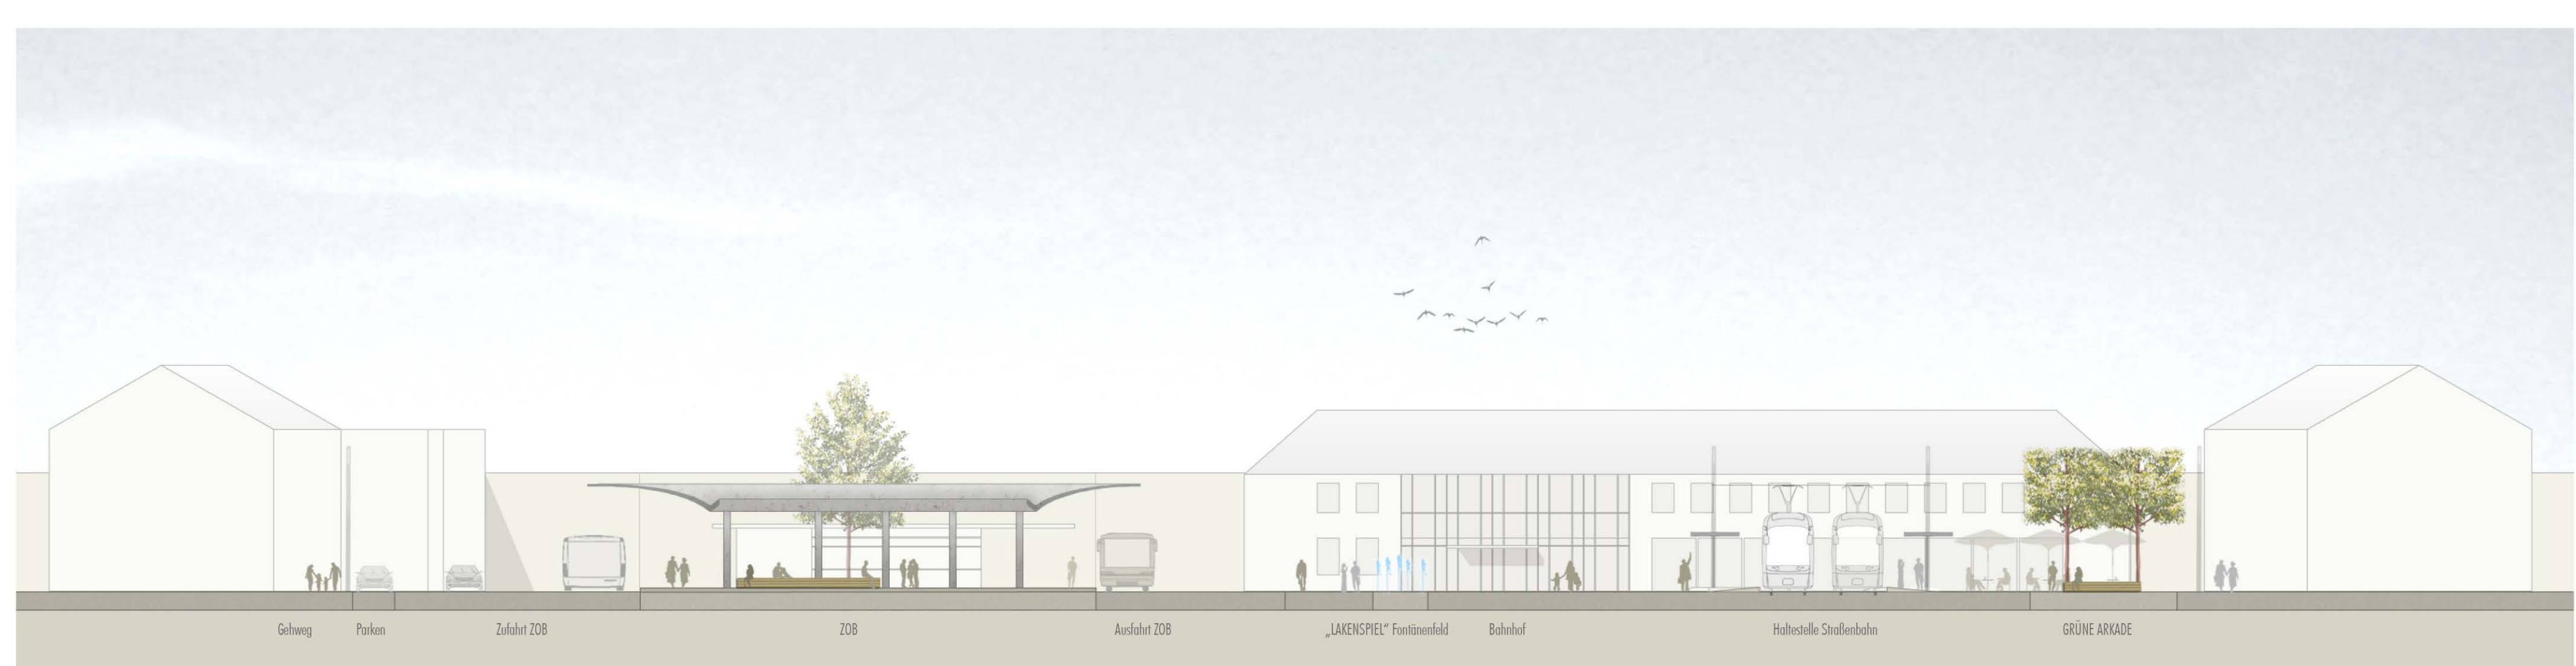 Gehweg
Parken
Zufahrt ZOB
ZOB
Ausfahrt ZOB
„LAKENSPIEL“ Fontänenfeld
Bahnhof
Haltestelle Straßenbahn
GRÜNE ARKADE